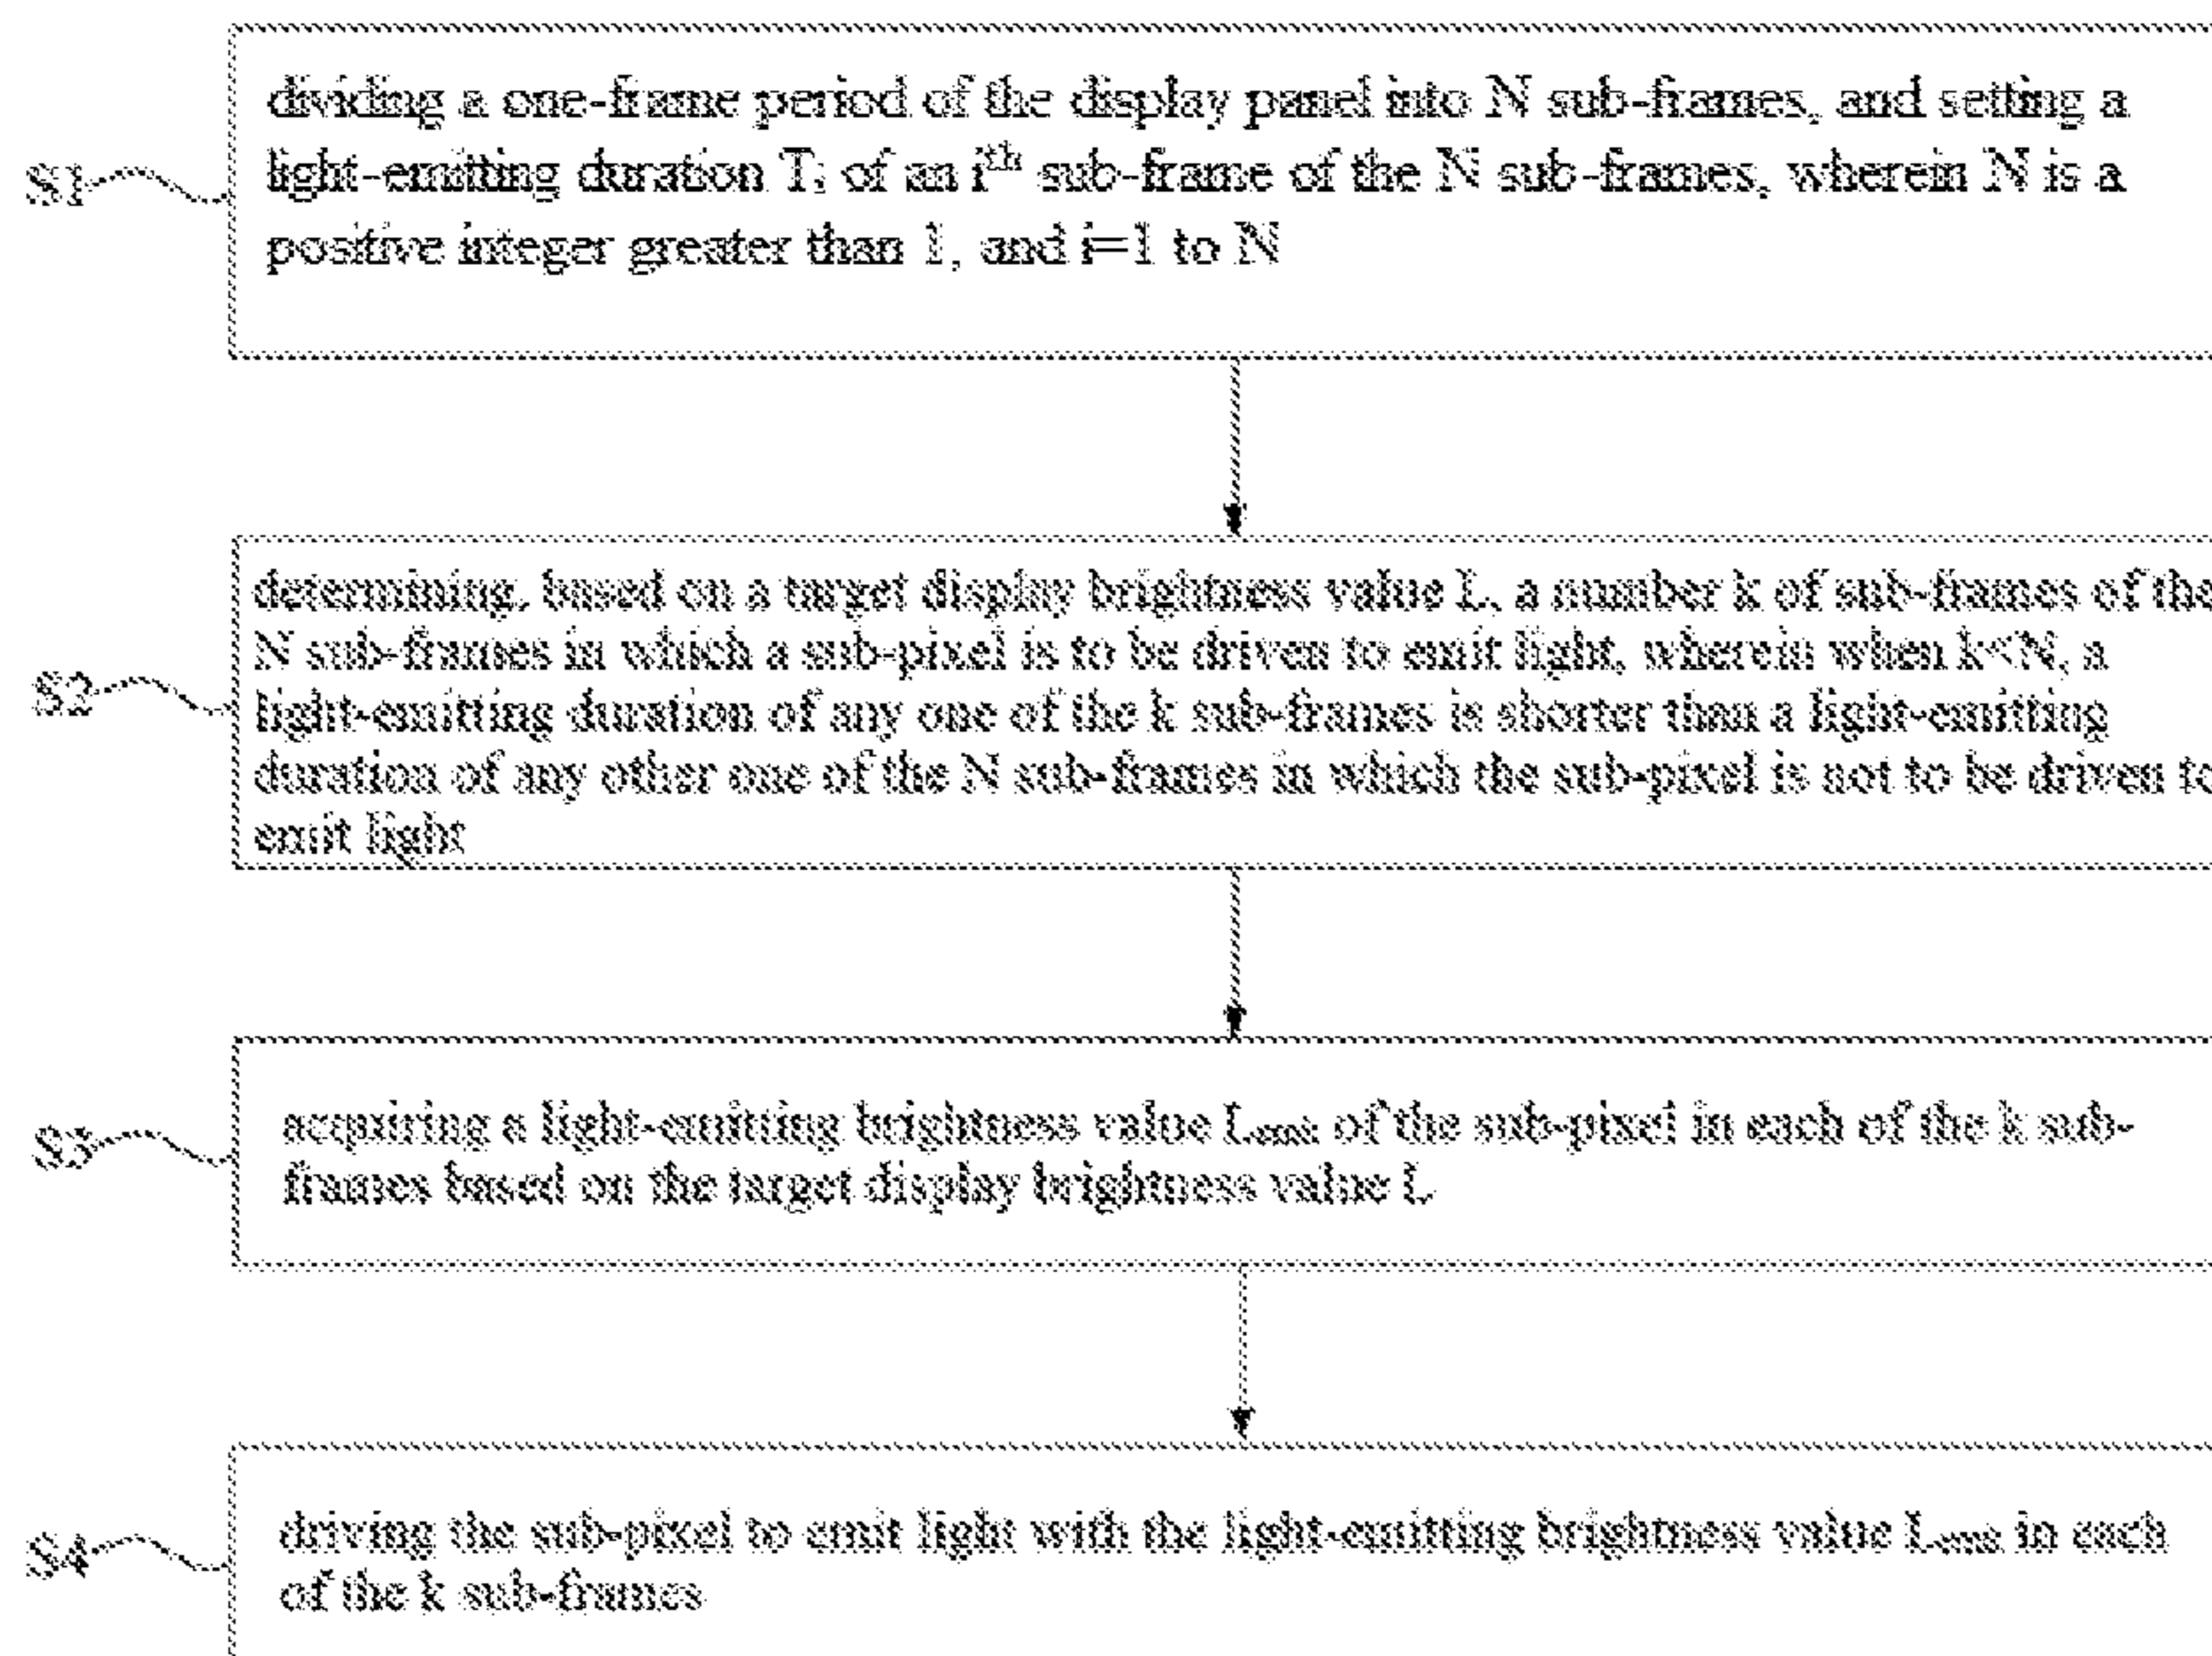 S1
dividing a one-frame period of the display panel into N sub-frames, and setting a
light-emitting duration Tᵢ of an iᵗʰ sub-frame of the N sub-frames, wherein N is a
positive integer greater than 1, and i=1 to N
S2
determining, based on a target display brightness value L, a number k of sub-frames of the
N sub-frames in which a sub-pixel is to be driven to emit light, wherein when k<N, a
light-emitting duration of any one of the k sub-frames is shorter than a light-emitting
duration of any other one of the N sub-frames in which the sub-pixel is not to be driven to
emit light
S3
acquiring a light-emitting brightness value of the sub-pixel in each of the k sub-
frames based on the target display brightness value L
S4
driving the sub-pixel to emit light with the light-emitting brightness value in each
of the k sub-frames